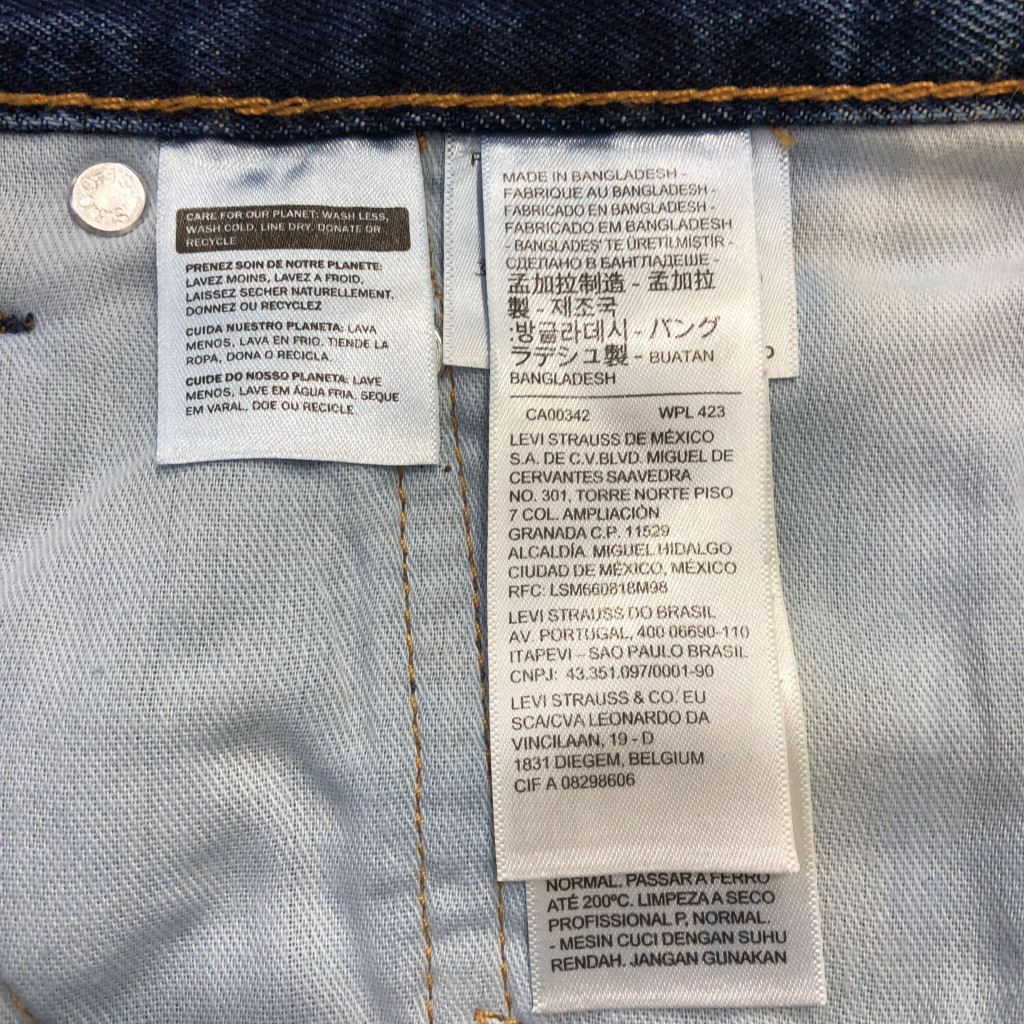 CARE FOR OUR PLANET: WASH LESS,
WASH COLD, LINE DRY, DONATE OR
RECYCLE
PRENEZ SOIN DE NOTRE PLANETE:
LAVEZ MOINS, LAVEZ A FROID,
LAISSEZ SECHER NATURELLEMENT,
DONNEZ OU RECYCLEZ
CUIDA NUESTRO PLANETA: LAVA
MENOS, LAVA EN FRIO, TIENDE LA
ROPA, DONA O RECICLA
CUIDE DO NOSSO PLANETA: LAVE
MENOS, LAVE EM ÁGUA FRIA, SEQUE
EM VARAL, DOE OU RECICLE
MADE IN BANGLADESH -
FABRIQUE AU BANGLADESH -
FABRICADO EN BANGLADESH -
FABRICADO EM BANGLADESH
- BANGLADEŞ'TE ÜRETİLMİŞTİR -
СДЕЛАНО В БАНГЛАДЕШЕ -
孟加拉制造 - 孟加拉
製 - 제조국
:방글라데시 - バング
ラデシュ製 - BUATAN
BANGLADESH
CA00342 WPL 423
LEVI STRAUSS DE MÉXICO
S.A. DE C.V.BLVD. MIGUEL DE
CERVANTES SAAVEDRA
NO. 301, TORRE NORTE PISO
7 COL. AMPLIACIÓN
GRANADA C.P. 11529
ALCALDÍA. MIGUEL HIDALGO
CIUDAD DE MÉXICO, MÉXICO
RFC: LSM660818M98
LEVI STRAUSS DO BRASIL
AV. PORTUGAL, 400 06690-110
ITAPEVI – SAO PAULO BRASIL
CNPJ: 43.351.097/0001-90
LEVI STRAUSS & CO. EU
SCA/CVA LEONARDO DA
VINCILAAN, 19 - D
1831 DIEGEM, BELGIUM
CIF A 08298606
NORMAL. PASSAR A FERRO
ATÉ 200ºC. LIMPEZA A SECO
PROFISSIONAL P, NORMAL.
- MESIN CUCI DENGAN SUHU
RENDAH. JANGAN GUNAKAN